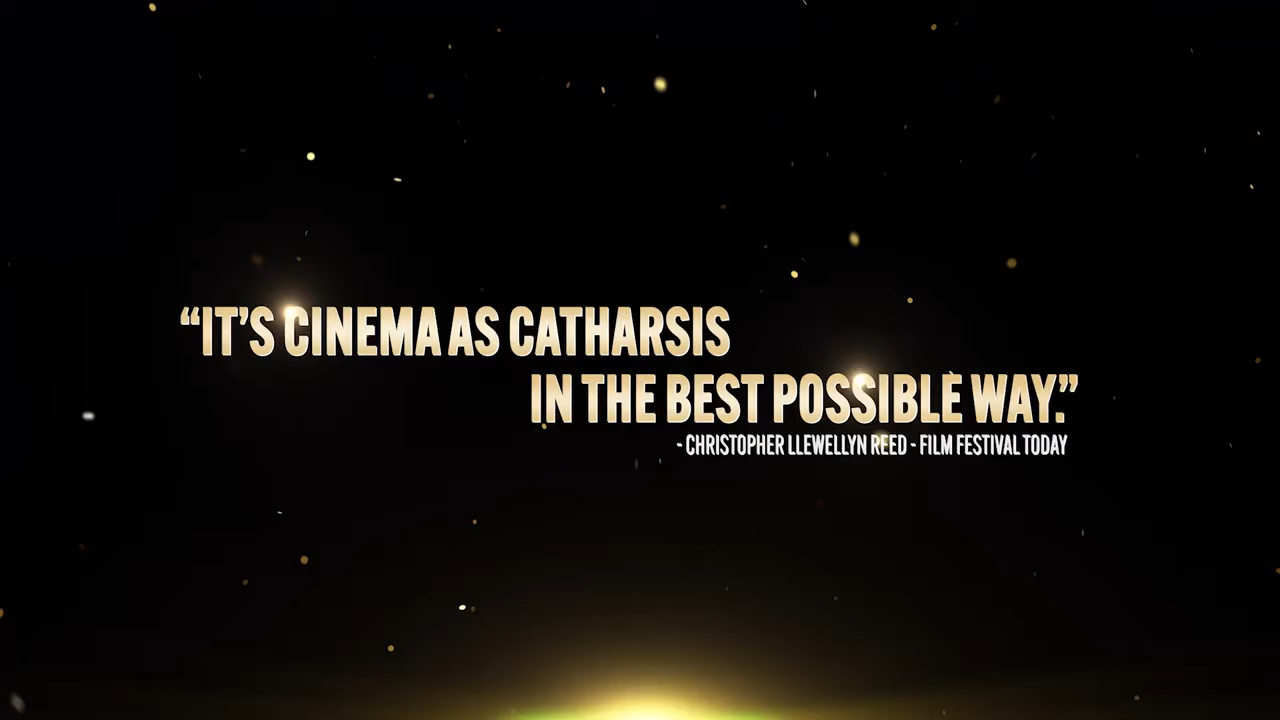 “IT’S CINEMA AS CATHARSIS
IN THE BEST POSSIBLE WAY.”
- CHRISTOPHER LLEWELLYN REED - FILM FESTIVAL TODAY